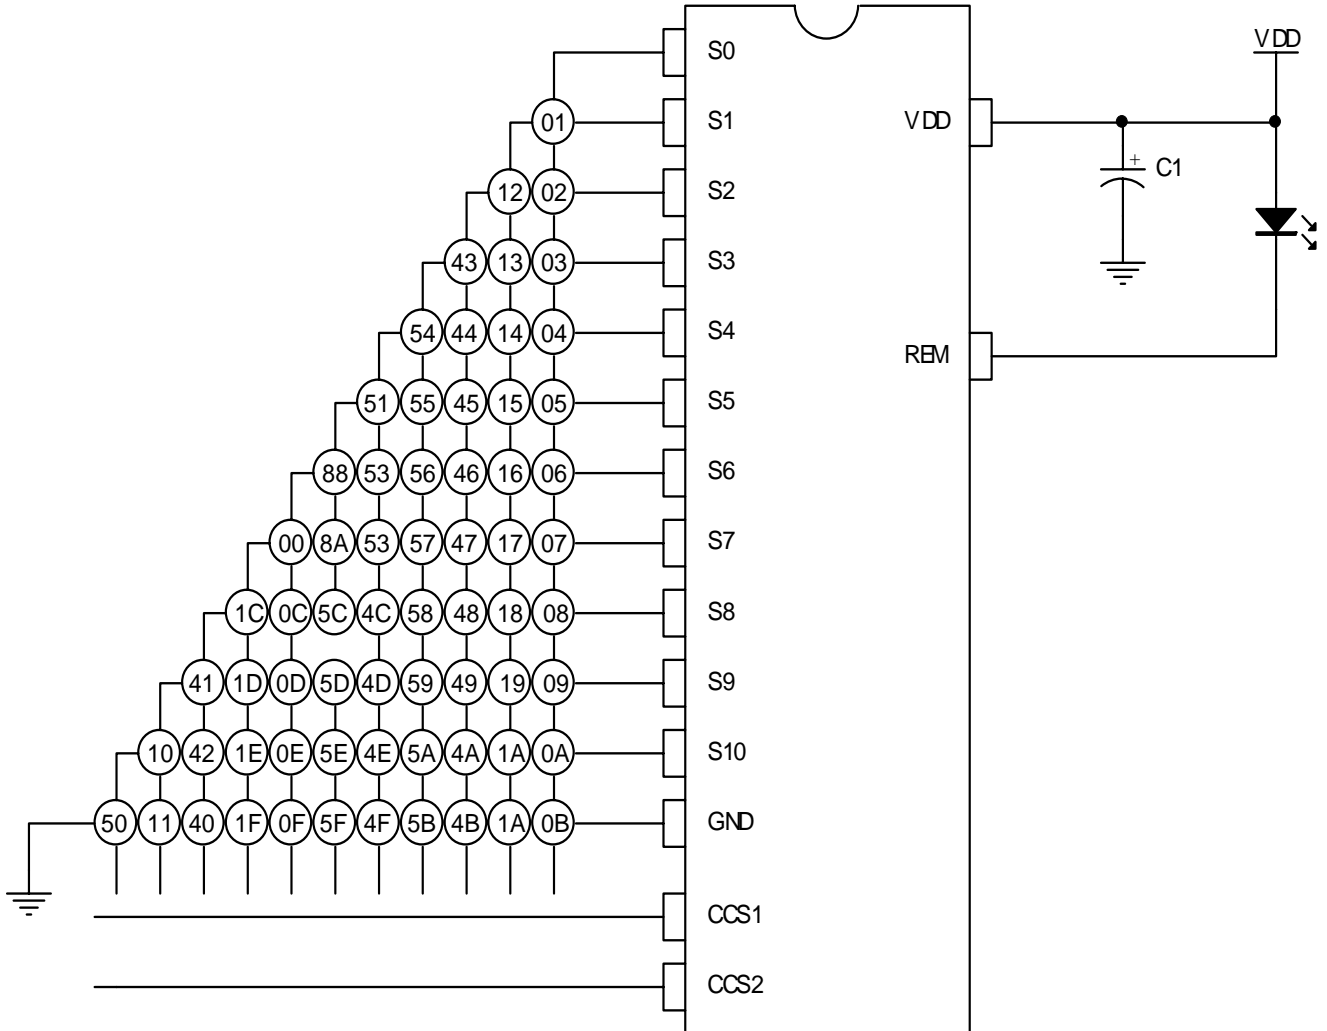 VDD
S0
01 S1 VDD
12 02 S2 + C1
43 13 03 S3
54 44 14 04 S4 REM
51 55 45 15 05 S5
88 53 56 46 16 06 S6
00 8A 53 57 47 17 07 S7
1C 0C 5C 4C 58 48 18 08 S8
41 1D 0D 5D 4D 59 49 19 09 S9
10 42 1E 0E 5E 4E 5A 4A 1A 0A S10
50 11 40 1F 0F 5F 4F 5B 4B 1A 0B GND
CCS1
CCS2